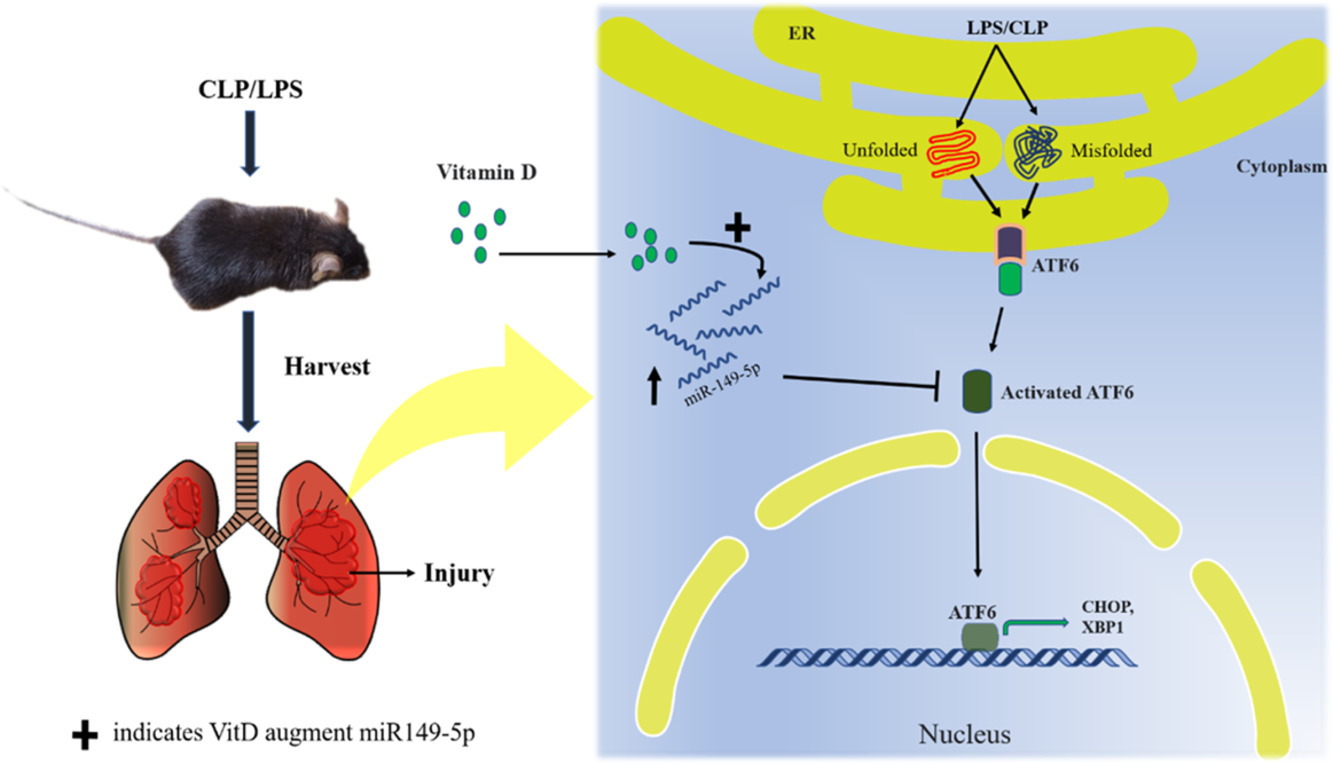 CLP/LPS
Harvest
Injury
+ indicates VitD augment miR149-5p
Vitamin D
+
miR-149-5p
ER
LPS/CLP
Unfolded
Misfolded
Cytoplasm
ATF6
Activated ATF6
ATF6
CHOP,
XBP1
Nucleus